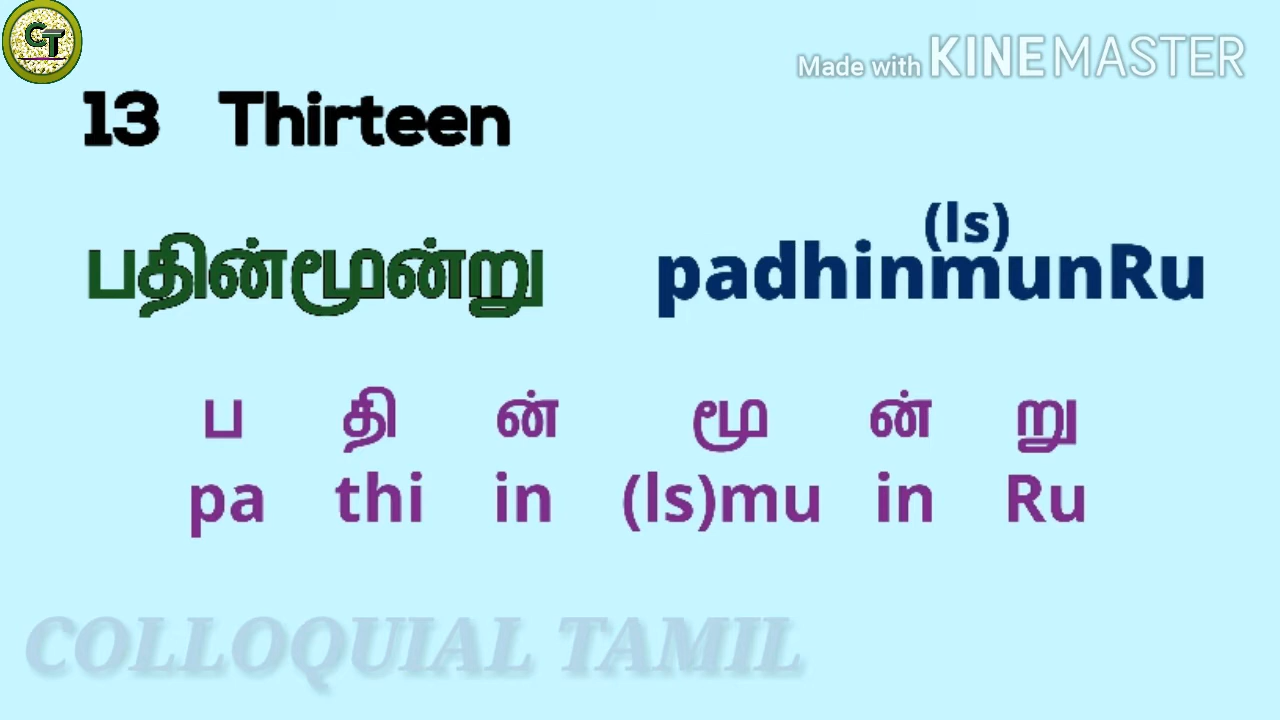 CT
Made with KINEMASTER
13 Thirteen
(ls)
பதின்மூன்று padhinmunRu
ப தி ன் மூ ன் று
pa thi in (ls)mu in Ru
COLLOQUIAL TAMIL